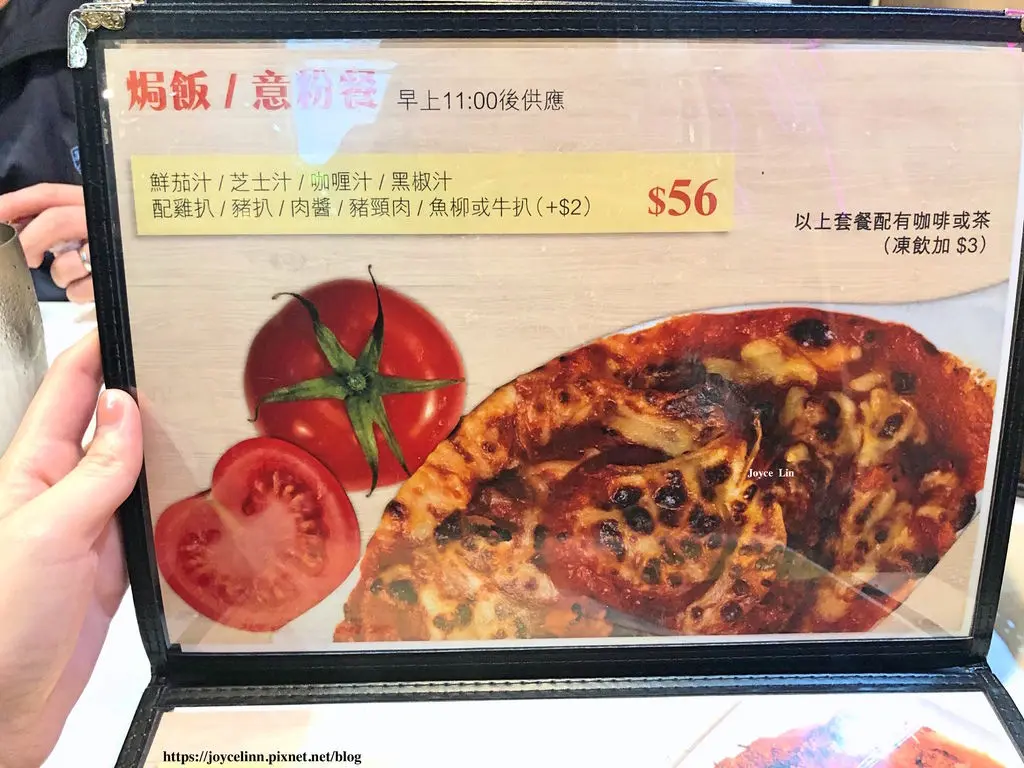 焗飯 / 意粉餐 早上11:00後供應
鮮茄汁 / 芝士汁 / 咖喱汁 / 黑椒汁
配雞扒 / 豬扒 / 肉醬 / 豬頸肉 / 魚柳或牛扒(+$2)
$56
以上套餐配有咖啡或茶
(凍飲加 $3)
Joyce Lin
https://joycelinn.pixnet.net/blog